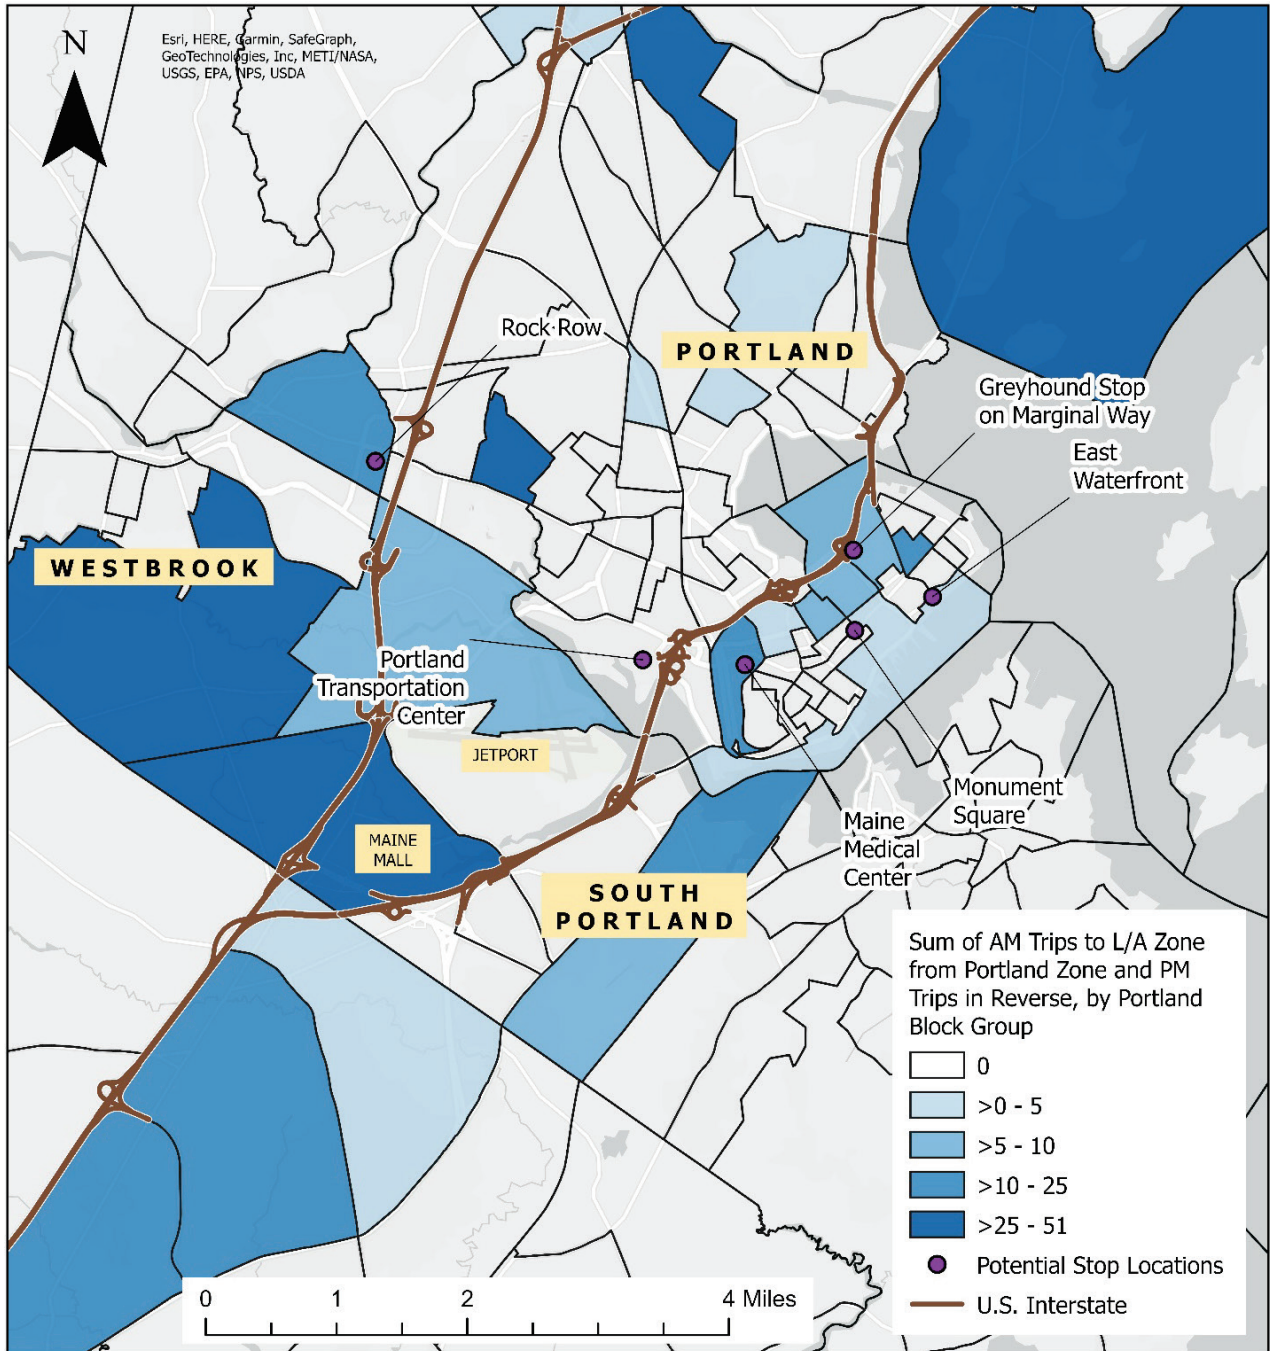 N
Esri, HERE, Garmin, SafeGraph,
GeoTechnologies, Inc, METI/NASA,
USGS, EPA, NPS, USDA
Rock Row
PORTLAND
Greyhound Stop
on Marginal Way
East
Waterfront
WESTBROOK
Portland
Transportation
Center
JETPORT
Monument
Square
Maine
Medical
Center
MAINE
MALL
SOUTH
PORTLAND
Sum of AM Trips to L/A Zone
from Portland Zone and PM
Trips in Reverse, by Portland
Block Group
0
>0 - 5
>5 - 10
>10 - 25
>25 - 51
Potential Stop Locations
U.S. Interstate
0 1 2 4 Miles